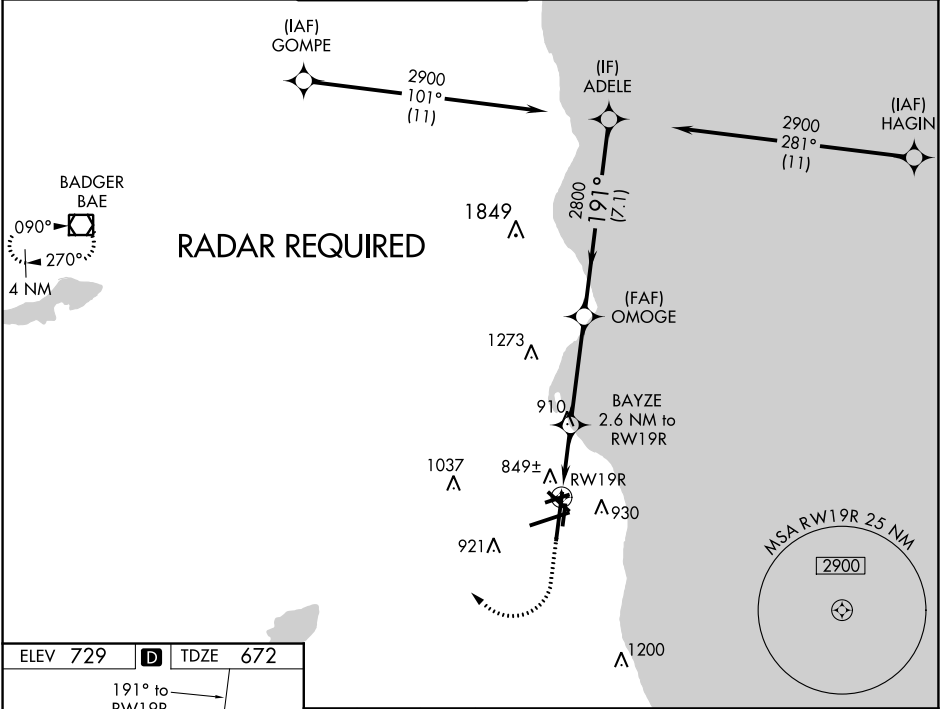 (IAF)
GOMPE
2900
101°
(11)
(IF)
ADELE
2900
281°
(11)
(IAF)
HAGIN
BADGER
BAE
090°
270°
4 NM
RADAR REQUIRED
1849
2800
191°
(7.1)
(FAF)
OMOGE
1273
910
BAYZE
2.6 NM to
RW19R
1037
849±
RW19R
930
921
MSA RW19R 25 NM
2900
1200
ELEV 729 D TDZE 672
191° to
RW19R